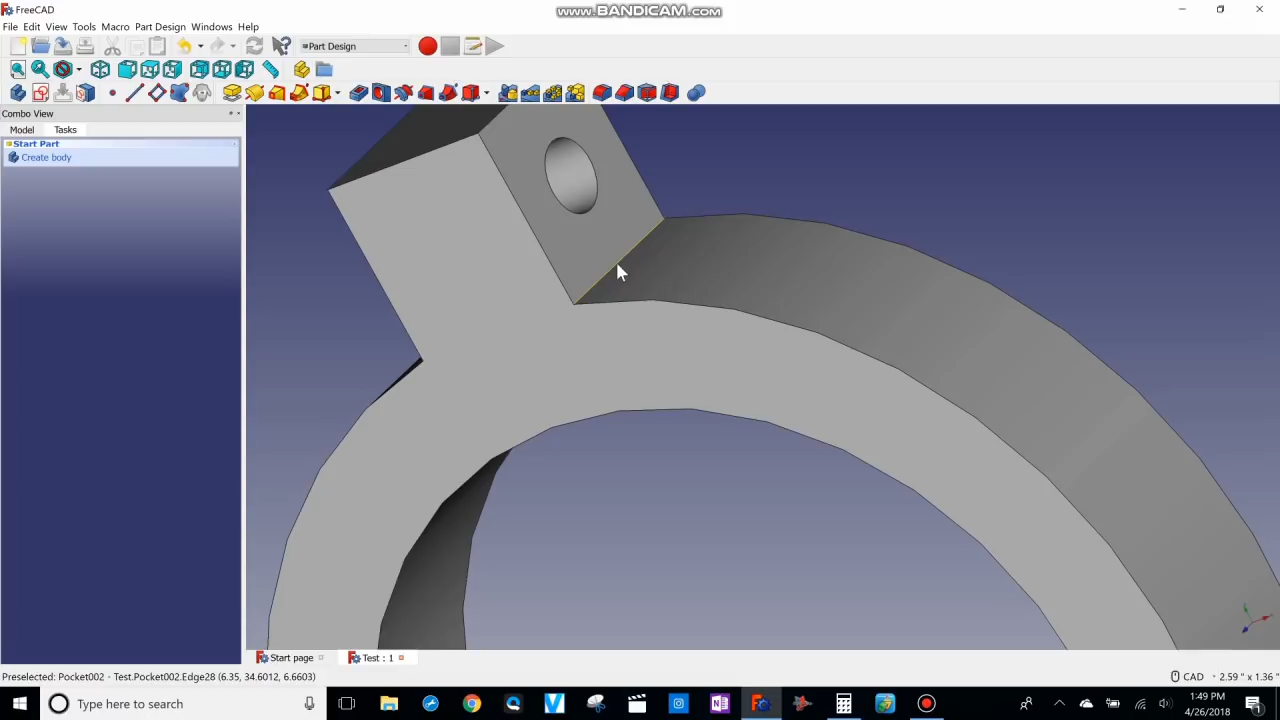 FreeCAD
www.BANDICAM.com
File Edit View Tools Macro Part Design Windows Help
Part Design
Combo View
Model Tasks
Start Part
Create body
Start page Test : 1
Preselected: Pocket002 - Test.Pocket002.Edge28 (6.35, 34.6012, 6.6603)
CAD 2.59 " x 1.36 "
Type here to search
1:49 PM
4/26/2018